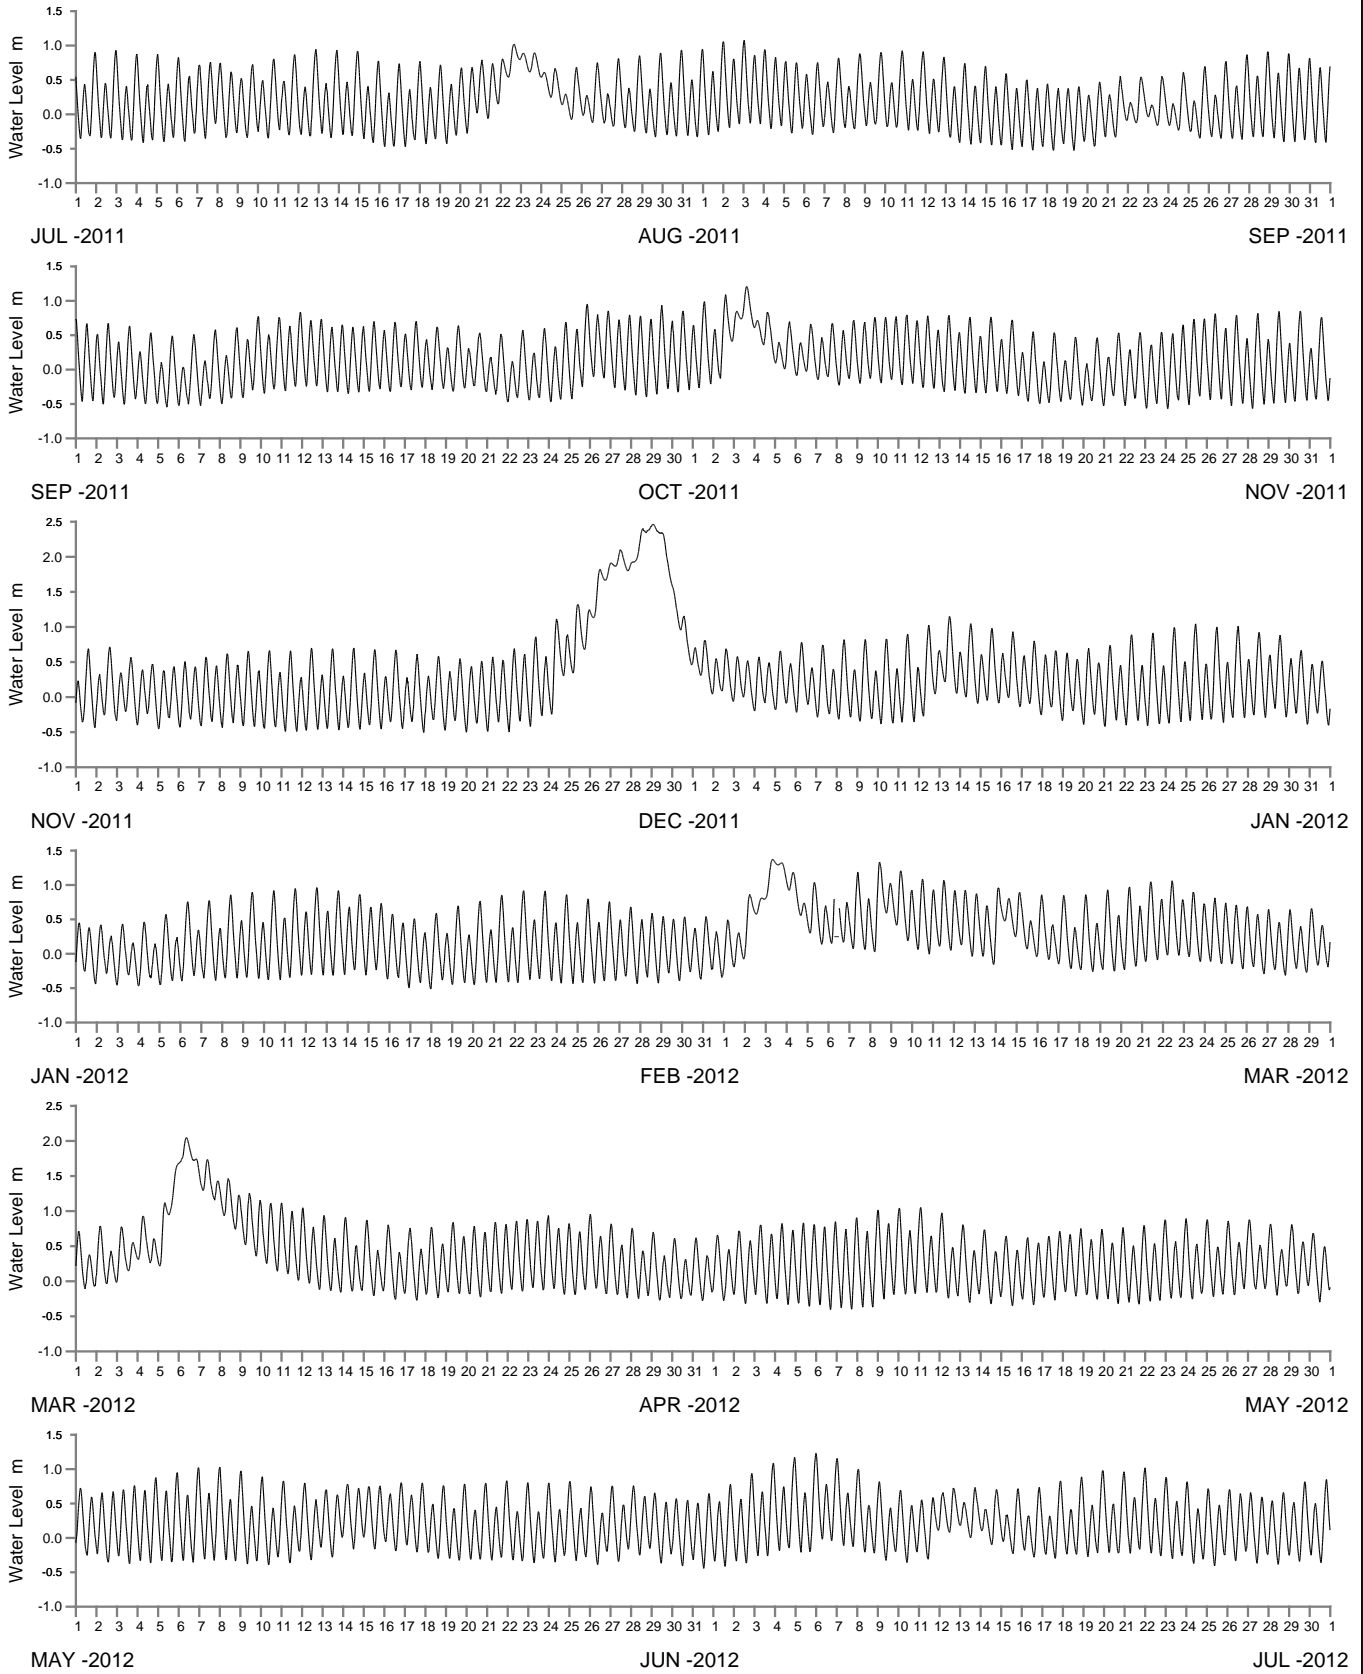 1.5
1.0
0.5
0.0
-0.5
-1.0
Water Level m
1 2 3 4 5 6 7 8 9 10 11 12 13 14 15 16 17 18 19 20 21 22 23 24 25 26 27 28 29 30 31 1 2 3 4 5 6 7 8 9 10 11 12 13 14 15 16 17 18 19 20 21 22 23 24 25 26 27 28 29 30 31 1
JUL -2011 AUG -2011 SEP -2011
1.5
1.0
0.5
0.0
-0.5
-1.0
Water Level m
1 2 3 4 5 6 7 8 9 10 11 12 13 14 15 16 17 18 19 20 21 22 23 24 25 26 27 28 29 30 1 2 3 4 5 6 7 8 9 10 11 12 13 14 15 16 17 18 19 20 21 22 23 24 25 26 27 28 29 30 31 1
SEP -2011 OCT -2011 NOV -2011
2.5
2.0
1.5
1.0
0.5
0.0
-0.5
-1.0
Water Level m
1 2 3 4 5 6 7 8 9 10 11 12 13 14 15 16 17 18 19 20 21 22 23 24 25 26 27 28 29 30 1 2 3 4 5 6 7 8 9 10 11 12 13 14 15 16 17 18 19 20 21 22 23 24 25 26 27 28 29 30 31 1
NOV -2011 DEC -2011 JAN -2012
1.5
1.0
0.5
0.0
-0.5
-1.0
Water Level m
1 2 3 4 5 6 7 8 9 10 11 12 13 14 15 16 17 18 19 20 21 22 23 24 25 26 27 28 29 30 31 1 2 3 4 5 6 7 8 9 10 11 12 13 14 15 16 17 18 19 20 21 22 23 24 25 26 27 28 29 1
JAN -2012 FEB -2012 MAR -2012
2.5
2.0
1.5
1.0
0.5
0.0
-0.5
-1.0
Water Level m
1 2 3 4 5 6 7 8 9 10 11 12 13 14 15 16 17 18 19 20 21 22 23 24 25 26 27 28 29 30 31 1 2 3 4 5 6 7 8 9 10 11 12 13 14 15 16 17 18 19 20 21 22 23 24 25 26 27 28 29 30 1
MAR -2012 APR -2012 MAY -2012
1.5
1.0
0.5
0.0
-0.5
-1.0
Water Level m
1 2 3 4 5 6 7 8 9 10 11 12 13 14 15 16 17 18 19 20 21 22 23 24 25 26 27 28 29 30 31 1 2 3 4 5 6 7 8 9 10 11 12 13 14 15 16 17 18 19 20 21 22 23 24 25 26 27 28 29 30 1
MAY -2012 JUN -2012 JUL -2012